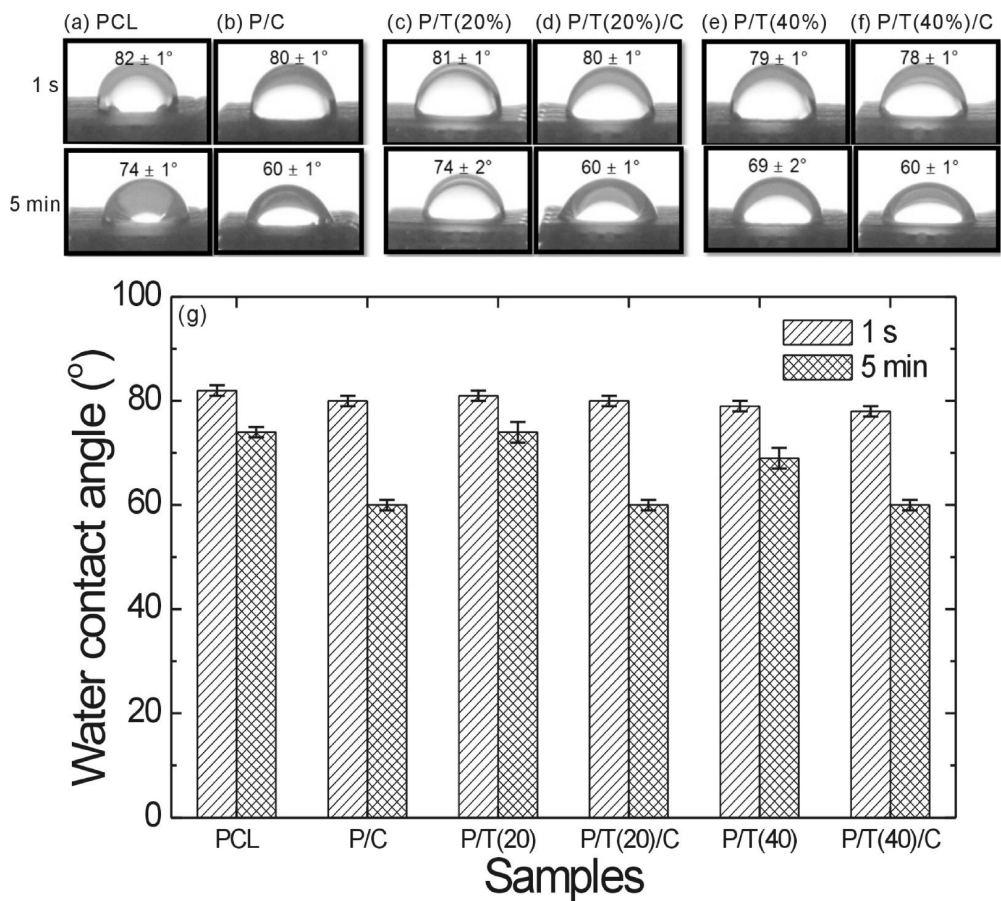 (a) PCL (b) P/C (c) P/T(20%) (d) P/T(20%)/C (e) P/T(40%) (f) P/T(40%)/C
1 s 82 ± 1° 80 ± 1° 81 ± 1° 80 ± 1° 79 ± 1° 78 ± 1°
5 min 74 ± 1° 60 ± 1° 74 ± 2° 60 ± 1° 69 ± 2° 60 ± 1°
(g)
1 s
5 min
Water contact angle (°)
100
80
60
40
20
0
PCL P/C P/T(20) P/T(20)/C P/T(40) P/T(40)/C
Samples